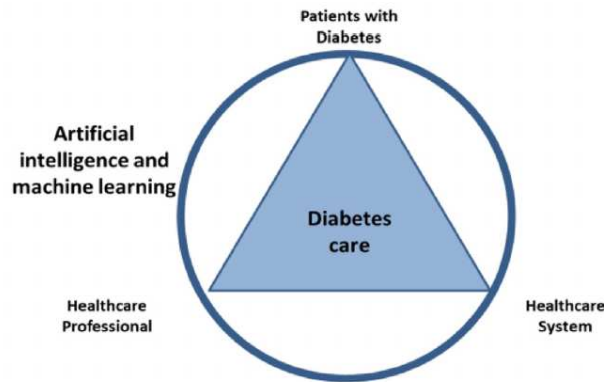 Patients with
Diabetes
Artificial
intelligence and
machine learning
Diabetes
care
Healthcare
Professional
Healthcare
System